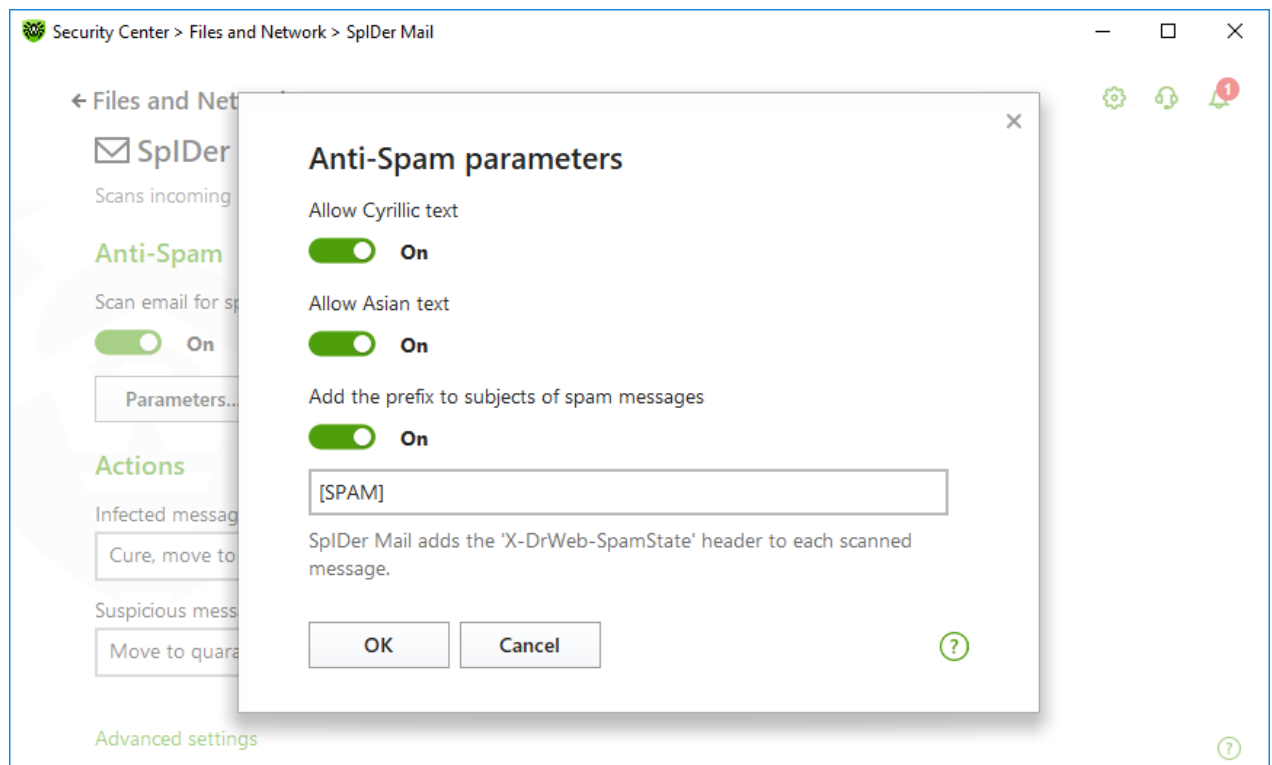 Security Center > Files and Network > SpIDer Mail
Files and Net
1
SpIDer
Scans incoming
Anti-Spam
Scan email for sp
On
Parameters...
Actions
Infected messag
Cure, move to
Suspicious mess
Move to quara
Advanced settings
?
Anti-Spam parameters
Allow Cyrillic text
On
Allow Asian text
On
Add the prefix to subjects of spam messages
On
[SPAM]
SpIDer Mail adds the 'X-DrWeb-SpamState' header to each scanned
message.
OK
Cancel
?